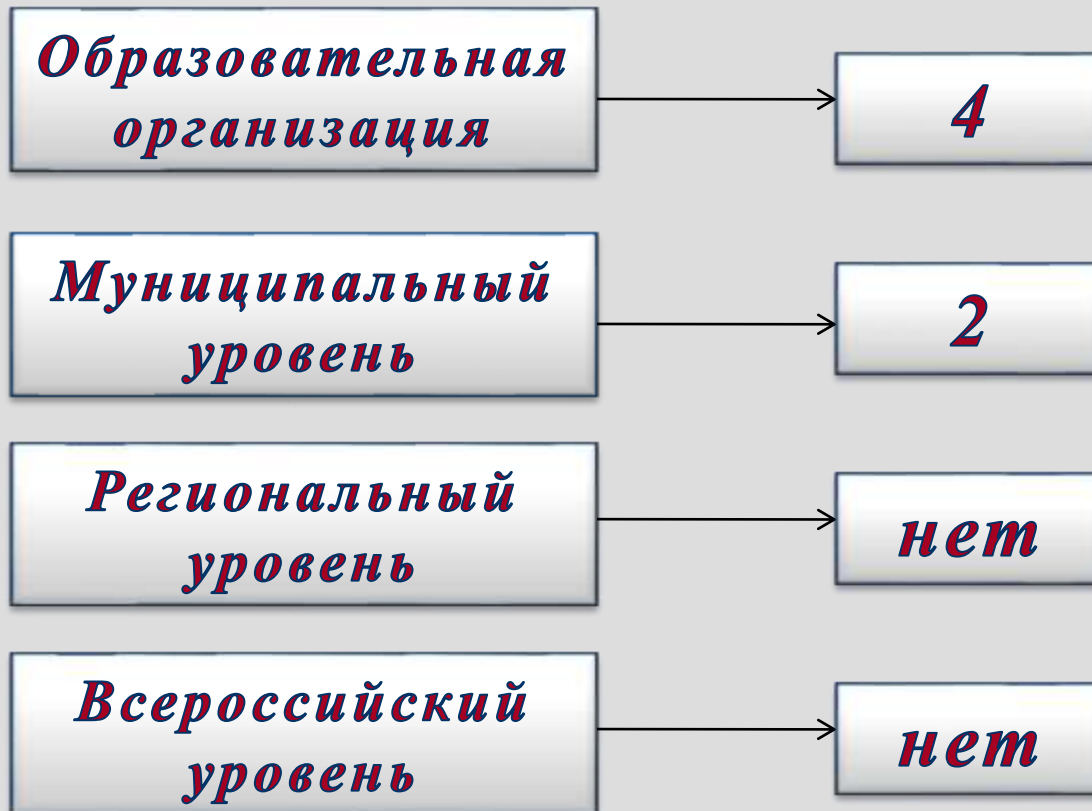 Образовательная
организация
4
Муниципальный
уровень
2
Региональный
уровень
нет
Всероссийский
уровень
нет